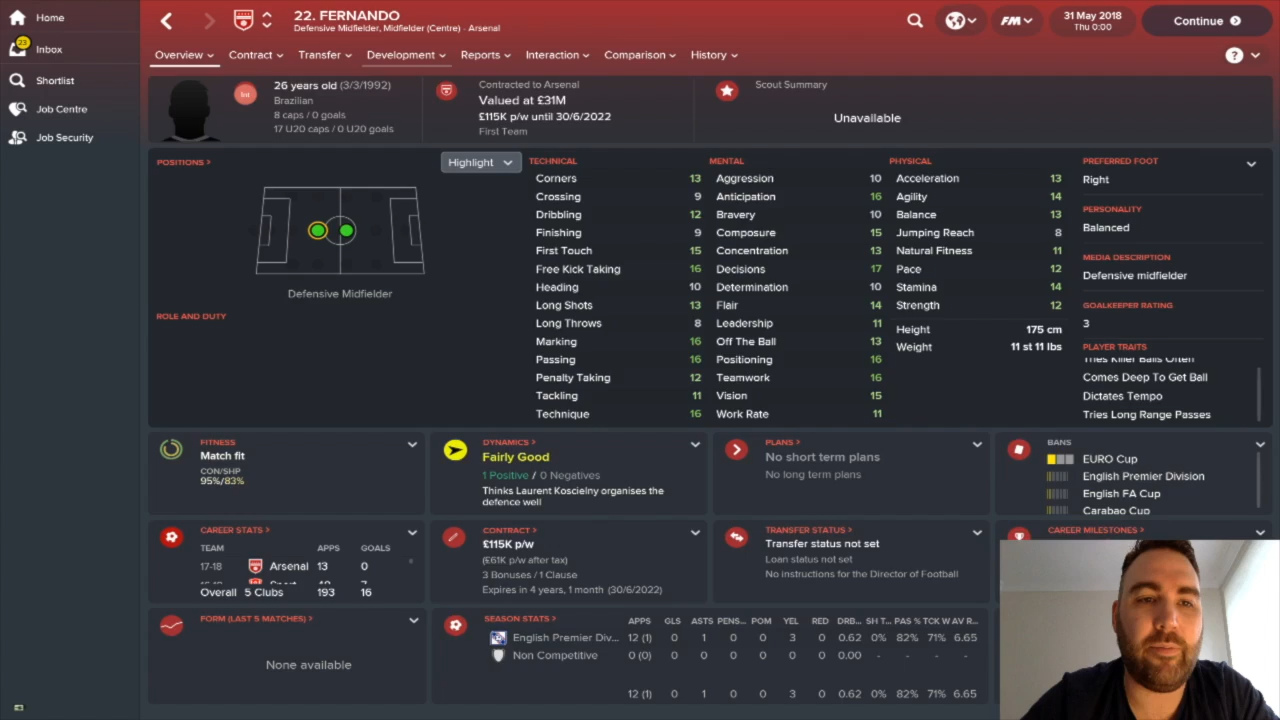 Home
23
Inbox
Shortlist
Job Centre
Job Security
22. FERNANDO
Defensive Midfielder, Midfielder (Centre) - Arsenal
FM
31 May 2018
Thu 0:00
Continue
Overview
Contract
Transfer
Development
Reports
Interaction
Comparison
History
?
Int
26 years old (3/3/1992)
Brazilian
8 caps / 0 goals
17 U20 caps / 0 U20 goals
Contracted to Arsenal
Valued at £31M
£115K p/w until 30/6/2022
First Team
Scout Summary
Unavailable
POSITIONS >
Highlight
Defensive Midfielder
ROLE AND DUTY
TECHNICAL
Corners 13
Crossing 9
Dribbling 12
Finishing 9
First Touch 15
Free Kick Taking 16
Heading 10
Long Shots 13
Long Throws 8
Marking 16
Passing 16
Penalty Taking 12
Tackling 11
Technique 16
MENTAL
Aggression 10
Anticipation 16
Bravery 10
Composure 15
Concentration 13
Decisions 17
Determination 10
Flair 14
Leadership 11
Off The Ball 13
Positioning 16
Teamwork 16
Vision 15
Work Rate 11
PHYSICAL
Acceleration 13
Agility 14
Balance 13
Jumping Reach 8
Natural Fitness 11
Pace 12
Stamina 14
Strength 12
Height 175 cm
Weight 11 st 11 lbs
PREFERRED FOOT
Right
PERSONALITY
Balanced
MEDIA DESCRIPTION
Defensive midfielder
GOALKEEPER RATING
3
PLAYER TRAITS
Tries Killer Balls Often
Comes Deep To Get Ball
Dictates Tempo
Tries Long Range Passes
FITNESS
Match fit
CON/SHP
95%/83%
DYNAMICS >
Fairly Good
1 Positive / 0 Negatives
Thinks Laurent Koscielny organises the
defence well
PLANS >
No short term plans
No long term plans
BANS
EURO Cup
English Premier Division
English FA Cup
Carabao Cup
CAREER STATS >
TEAM APPS GOALS
17-18 Arsenal 13 0
Overall 5 Clubs 193 16
CONTRACT >
£115K p/w
(£61K p/w after tax)
3 Bonuses / 1 Clause
Expires in 4 years, 1 month (30/6/2022)
TRANSFER STATUS >
Transfer status not set
Loan status not set
No instructions for the Director of Football
CAREER MILESTONES >
FORM (LAST 5 MATCHES) >
None available
SEASON STATS >
APPS GLS ASTS PENS... POM YEL RED DRB... SH T... PAS % TCK W AV R...
English Premier Div... 12 (1) 0 1 0 0 3 0 0.62 0% 82% 71% 6.65
Non Competitive 0 (0) 0 0 0 0 0 0 0.00 - - - -
12 (1) 0 1 0 0 3 0 0.62 0% 82% 71% 6.65